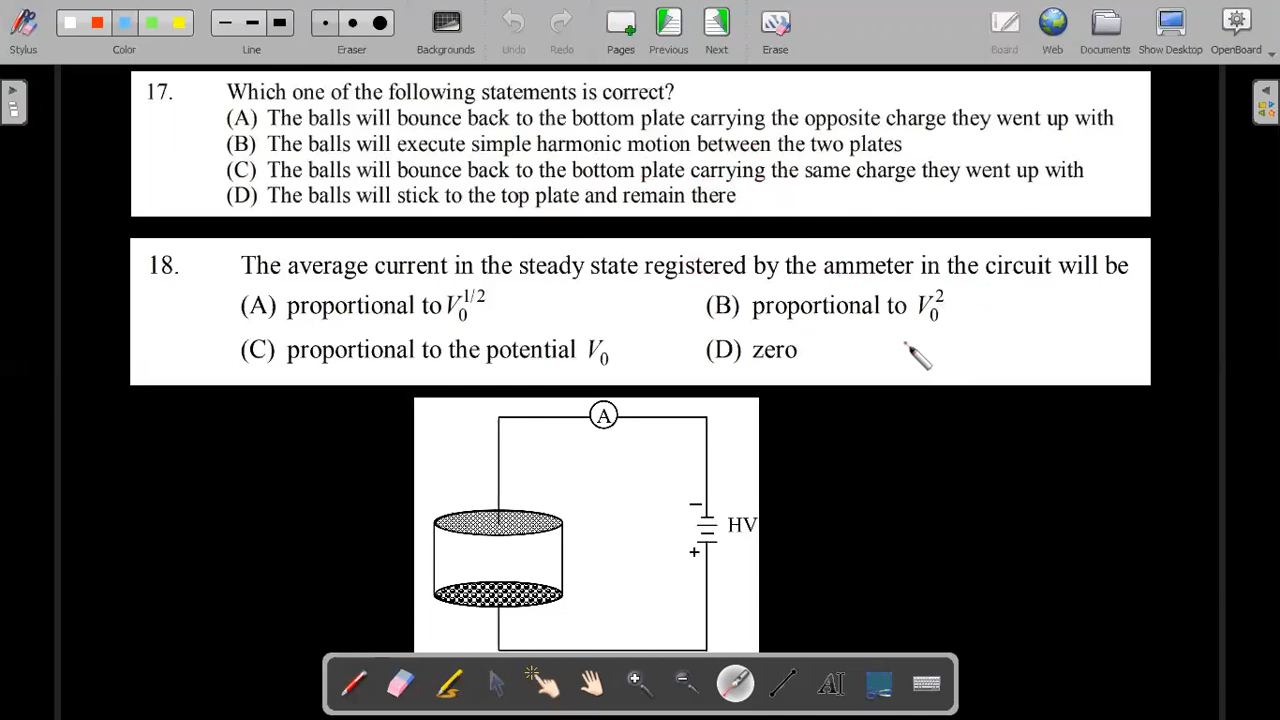 Stylus Color Line Eraser Backgrounds Undo Redo Pages Previous Next Erase Board Web Documents Show Desktop OpenBoard
17. Which one of the following statements is correct?
(A) The balls will bounce back to the bottom plate carrying the opposite charge they went up with
(B) The balls will execute simple harmonic motion between the two plates
(C) The balls will bounce back to the bottom plate carrying the same charge they went up with
(D) The balls will stick to the top plate and remain there
18. The average current in the steady state registered by the ammeter in the circuit will be
(A) proportional to V₀^{1/2} (B) proportional to V₀²
(C) proportional to the potential V₀ (D) zero
A
−
HV
+
AI